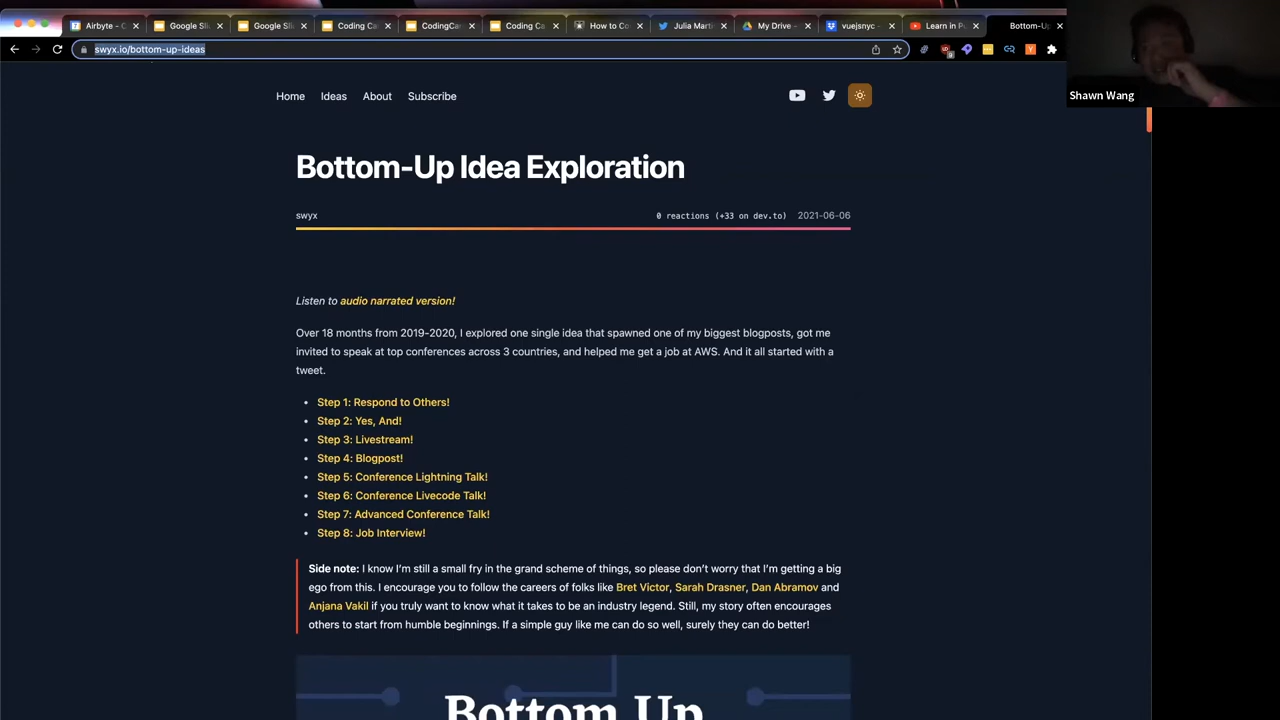 Airbyte - C
Google Sli
Google Sli
Coding Ca
CodingCar
Coding Ca
How to Co
Julia Marti
My Drive -
vuejsnyc -
Learn in Pu
Bottom-Up
swyx.io/bottom-up-ideas
Shawn Wang
Home
Ideas
About
Subscribe
Bottom-Up Idea Exploration
swyx
0 reactions (+33 on dev.to)
2021-06-06
Listen to audio narrated version!
Over 18 months from 2019-2020, I explored one single idea that spawned one of my biggest blogposts, got me
invited to speak at top conferences across 3 countries, and helped me get a job at AWS. And it all started with a
tweet.
• Step 1: Respond to Others!
• Step 2: Yes, And!
• Step 3: Livestream!
• Step 4: Blogpost!
• Step 5: Conference Lightning Talk!
• Step 6: Conference Livecode Talk!
• Step 7: Advanced Conference Talk!
• Step 8: Job Interview!
Side note: I know I'm still a small fry in the grand scheme of things, so please don't worry that I'm getting a big
ego from this. I encourage you to follow the careers of folks like Bret Victor, Sarah Drasner, Dan Abramov and
Anjana Vakil if you truly want to know what it takes to be an industry legend. Still, my story often encourages
others to start from humble beginnings. If a simple guy like me can do so well, surely they can do better!
Bottom Up